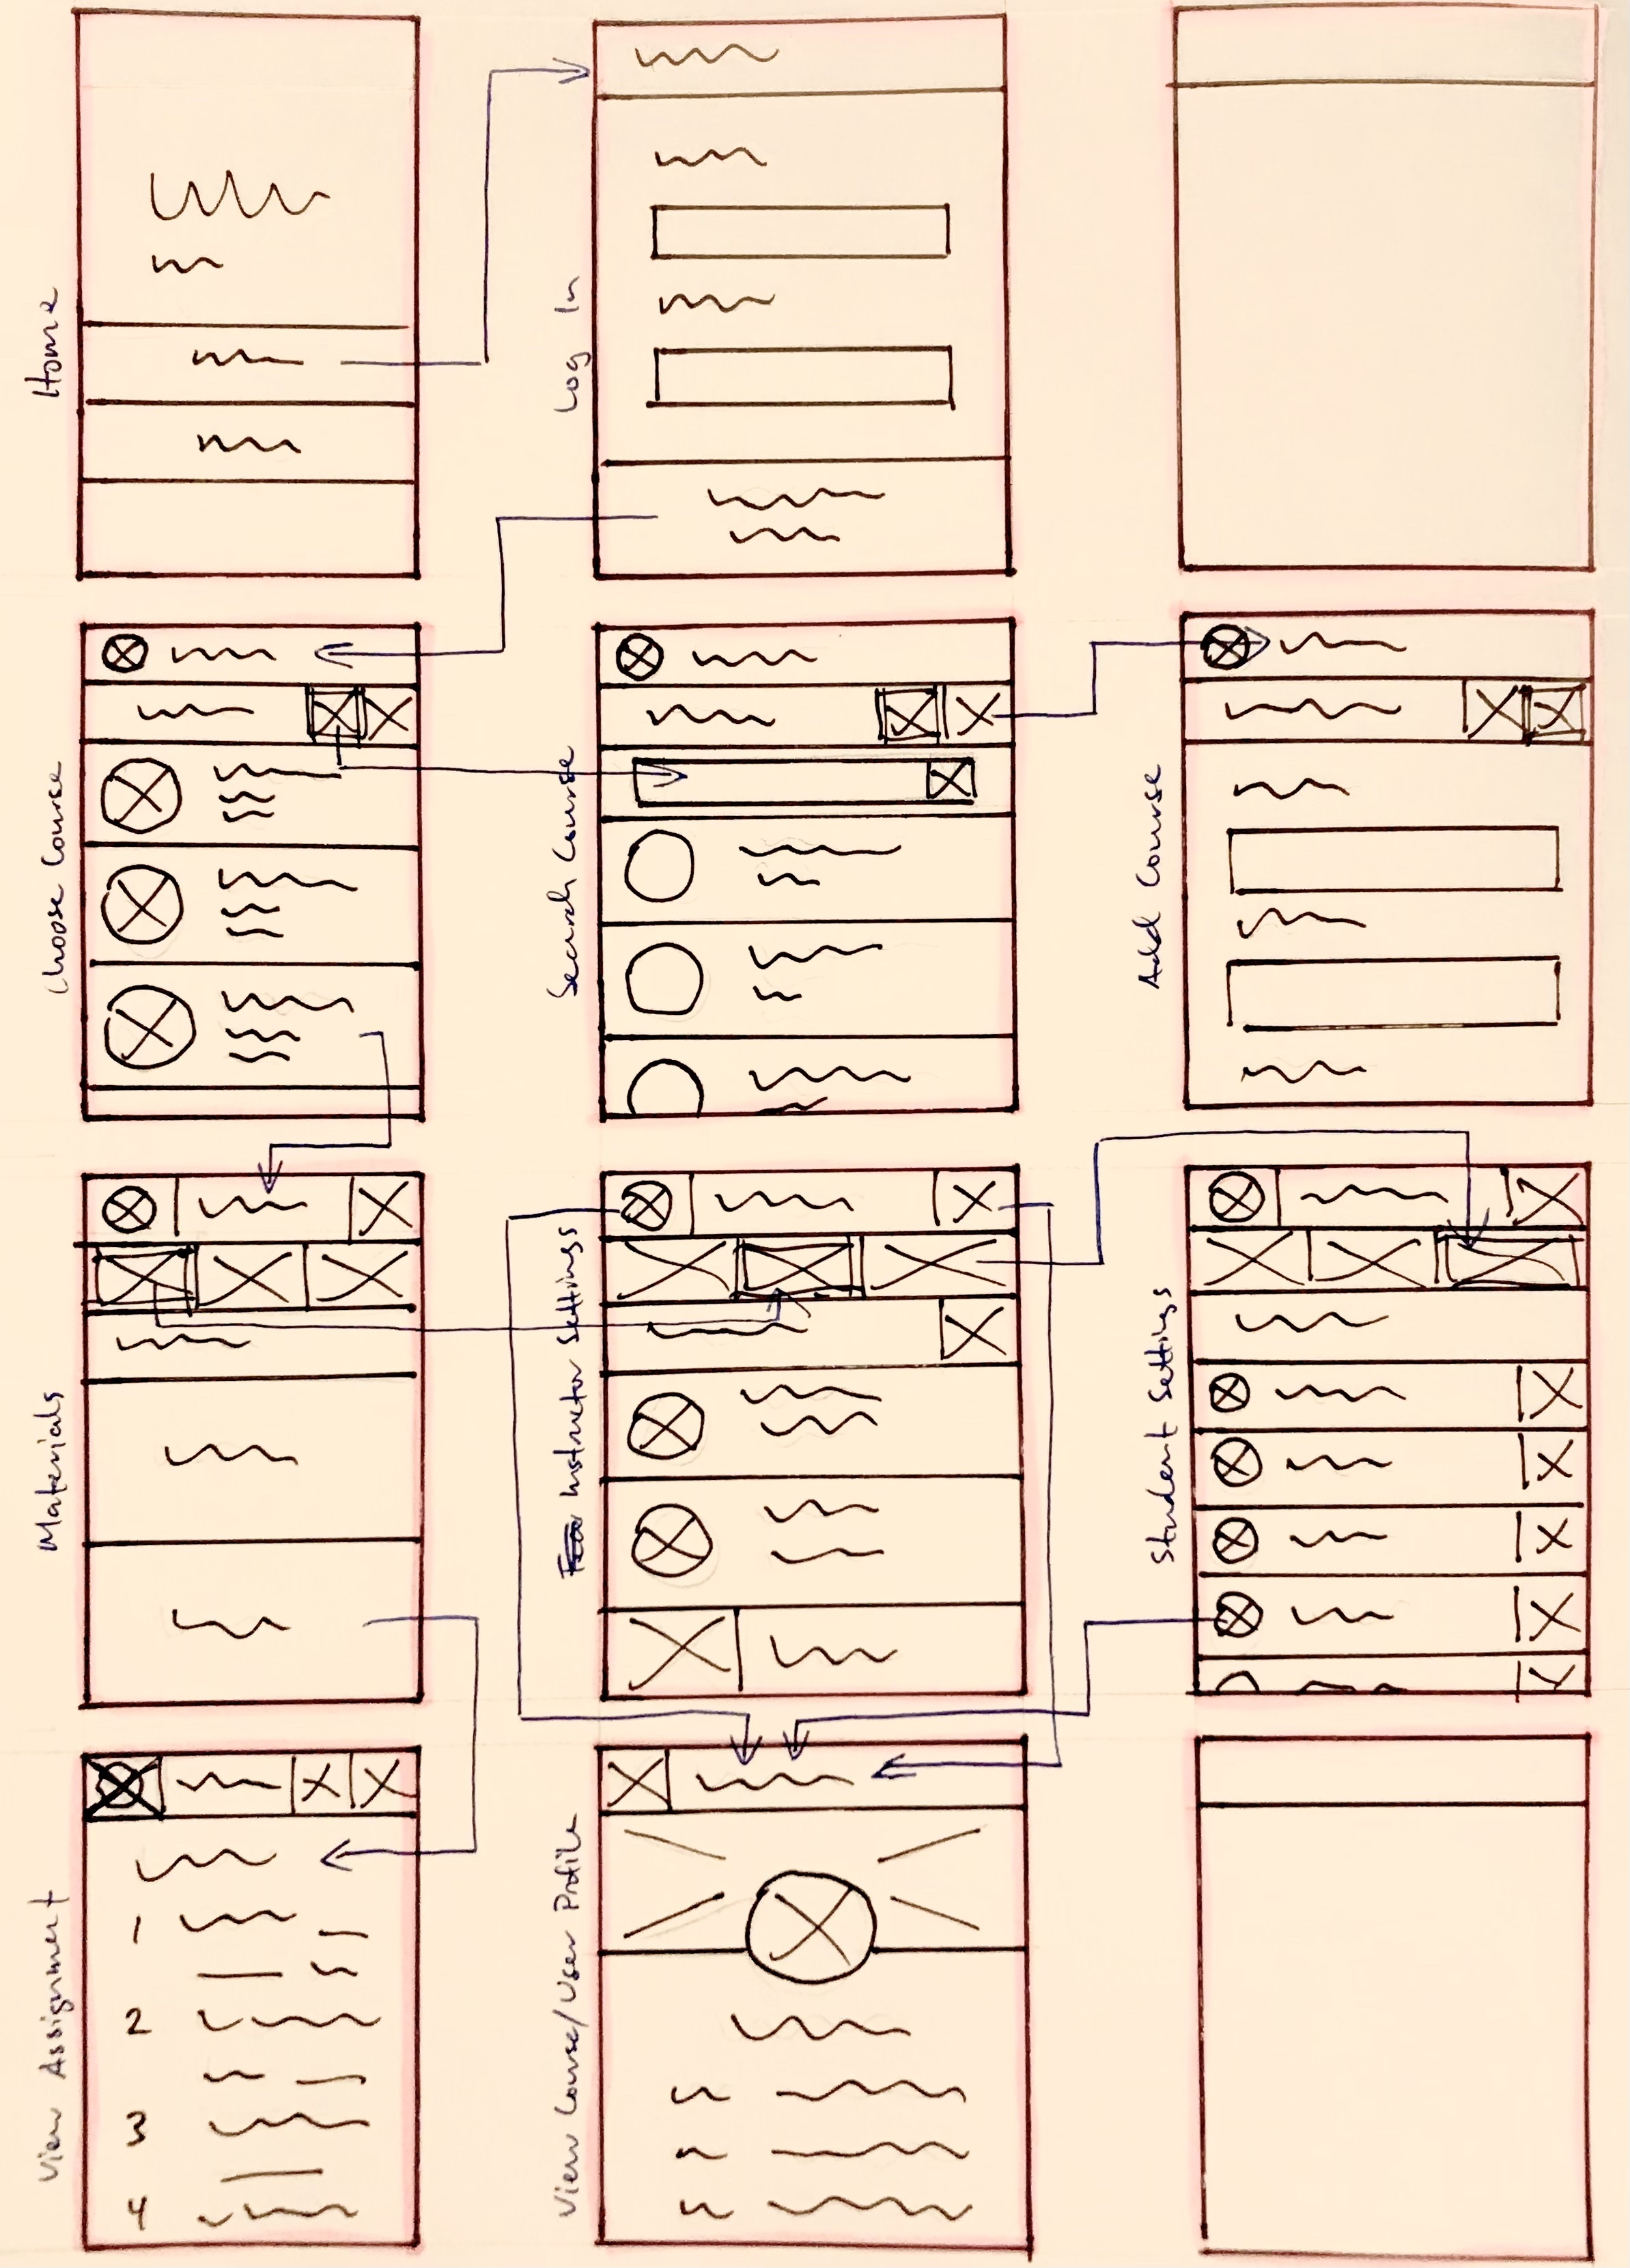 Home
Log In
Choose Course
Search Course
Add Course
Materials
Instructor Settings
Student Settings
View Assignment
1
2
3
4
View Course/User Profile